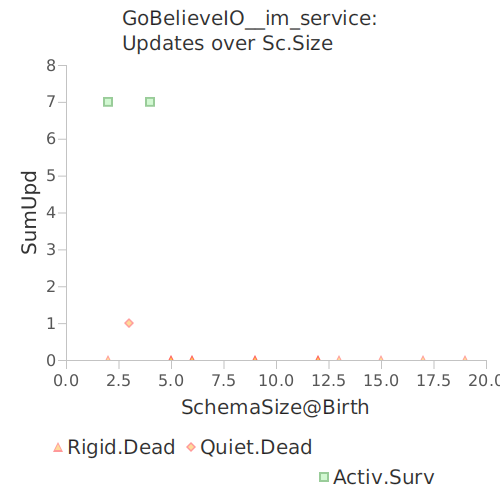 GoBelieveIO__im_service:
Updates over Sc.Size
8
7
6
5
4
3
2
1
0
SumUpd
0.0 2.5 5.0 7.5 10.0 12.5 15.0 17.5 20.0
SchemaSize@Birth
Rigid.Dead Quiet.Dead
Activ.Surv